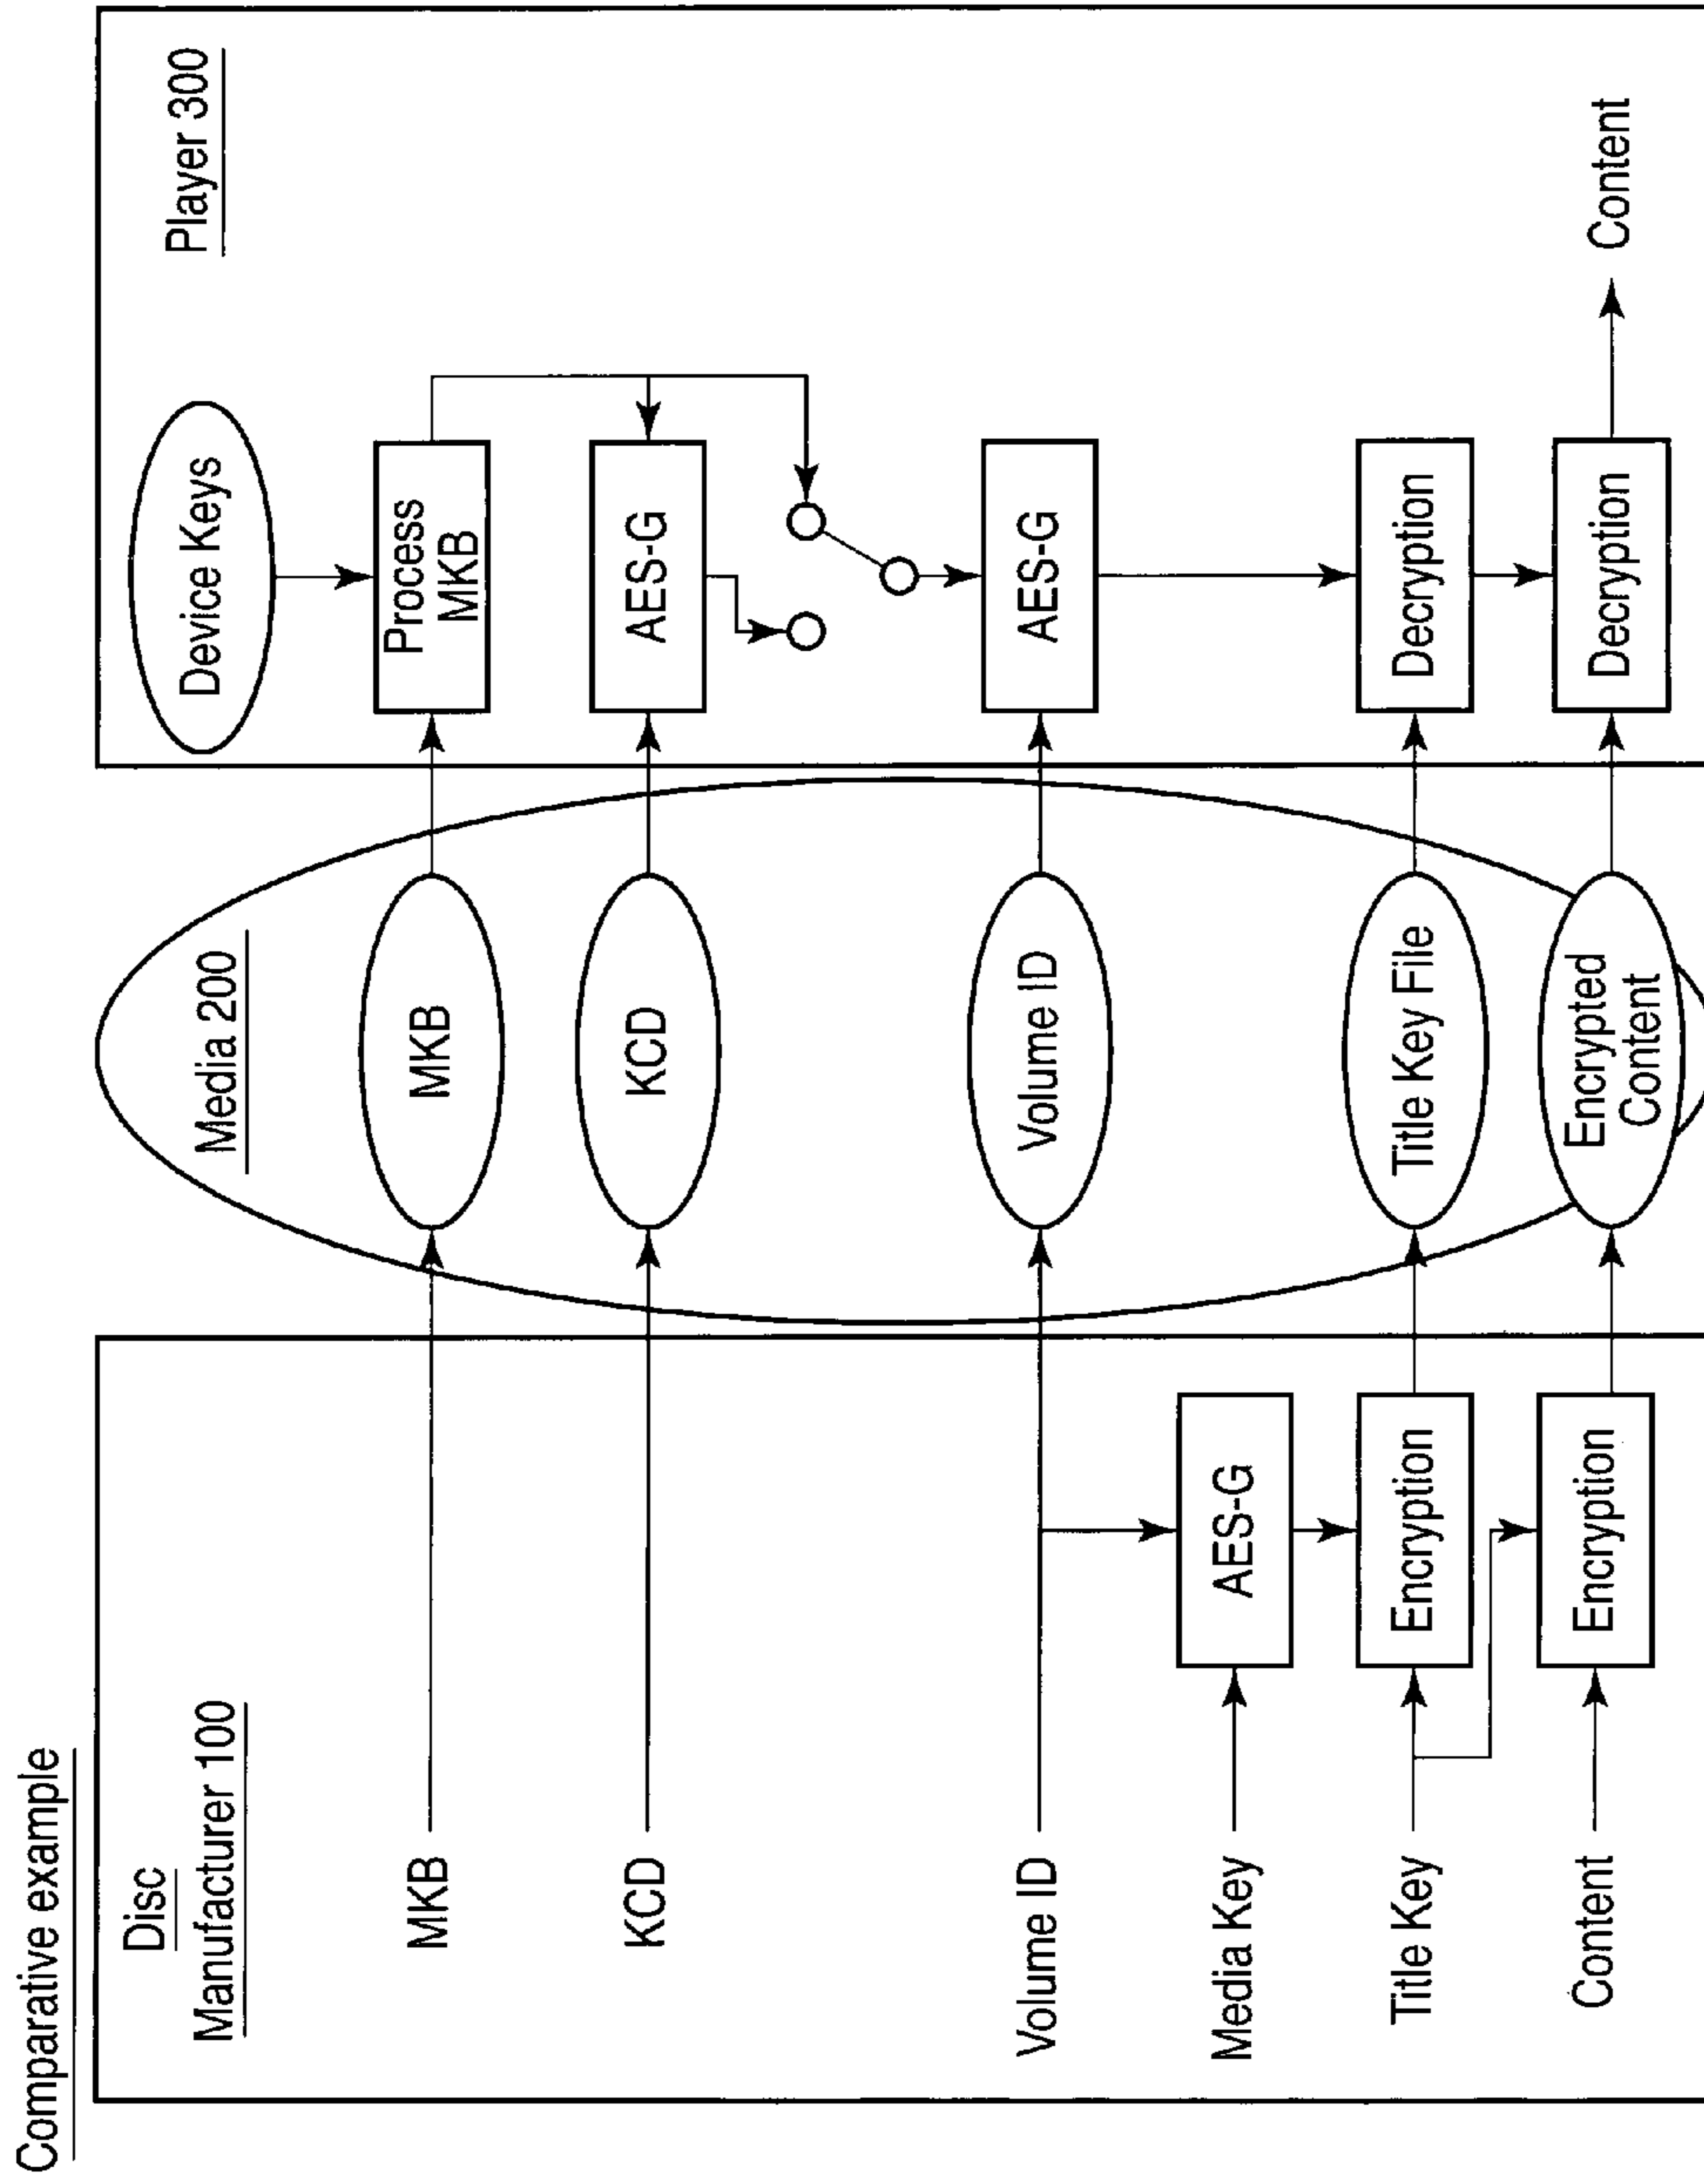 Comparative example
Disc
Manufacturer 100
MKB
KCD
Volume ID
Media Key
Title Key
Content
AES-G
Encryption
Encryption
Media 200
MKB
KCD
Volume ID
Title Key File
Encrypted
Content
Player 300
Device Keys
Process
MKB
AES-G
AES-G
Decryption
Decryption
Content